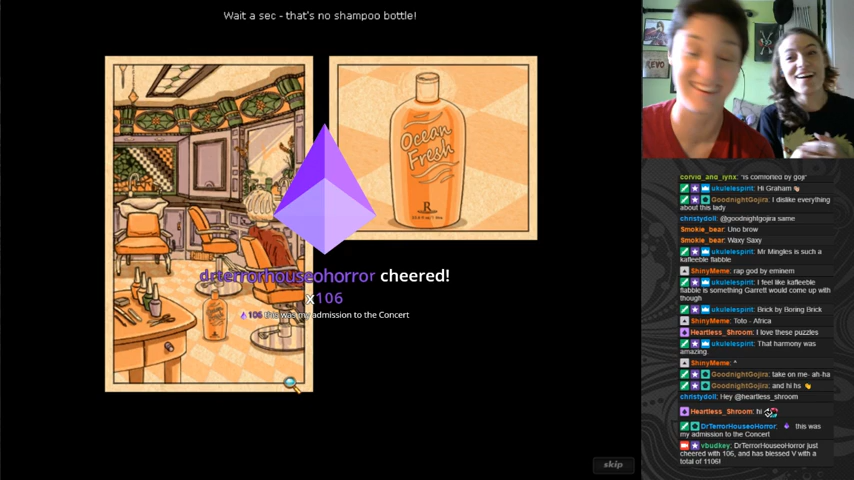 Wait a sec - that's no shampoo bottle!
Ocean
Fresh
R
drterrorhouseohorror cheered!
x106
106 this was my admission to the Concert
skip
REVO
corvid_and_lynx: "is comforted by goji"
ukulelespirit: Hi Graham
GoodnightGojira: I dislike everything
about this lady
christydoll: @goodnightgojira same
Smokie_bear: Uno brow
Smokie_bear: Waxy Saxy
ukulelespirit: Mr Mingles is such a
kafleeble flabble
ShinyMeme: rap god by eminem
ukulelespirit: I feel like kafleeble
flabble is something Garrett would come up with
though
ukulelespirit: Brick by Boring Brick
ShinyMeme: Toto - Africa
Heartless_Shroom: I love these puzzles
ukulelespirit: That harmony was
amazing.
ShinyMeme: ^
GoodnightGojira: take on me- ah-ha
GoodnightGojira: and hi hs
christydoll: Hey @heartless_shroom
Heartless_Shroom: hi
DrTerrorHouseoHorror: this was
my admission to the Concert
vbudkey: DrTerrorHouseoHorror just
cheered with 106, and has blessed V with a
total of 1106!